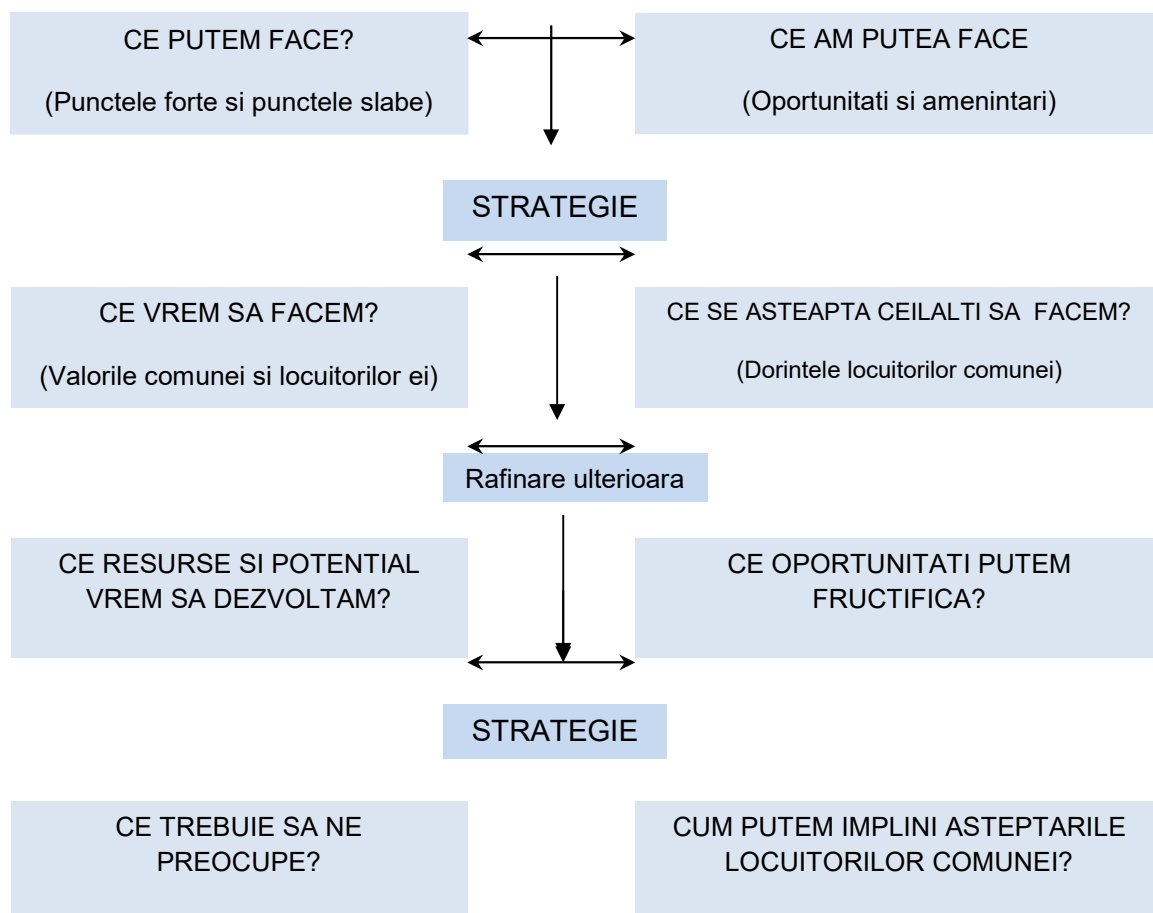 CE PUTEM FACE?
(Punctele forte si punctele slabe)
CE AM PUTEA FACE
(Oportunitati si amenintari)
STRATEGIE
CE VREM SA FACEM?
(Valorile comunei si locuitorilor ei)
CE SE ASTEAPTA CEILALTI SA FACEM?
(Dorintele locuitorilor comunei)
Rafinare ulterioara
CE RESURSE SI POTENTIAL
VREM SA DEZVOLTAM?
CE OPORTUNITATI PUTEM
FRUCTIFICA?
STRATEGIE
CE TREBUIE SA NE
PREOCUPE?
CUM PUTEM IMPLINI ASTEPTARILE
LOCUITORILOR COMUNEI?